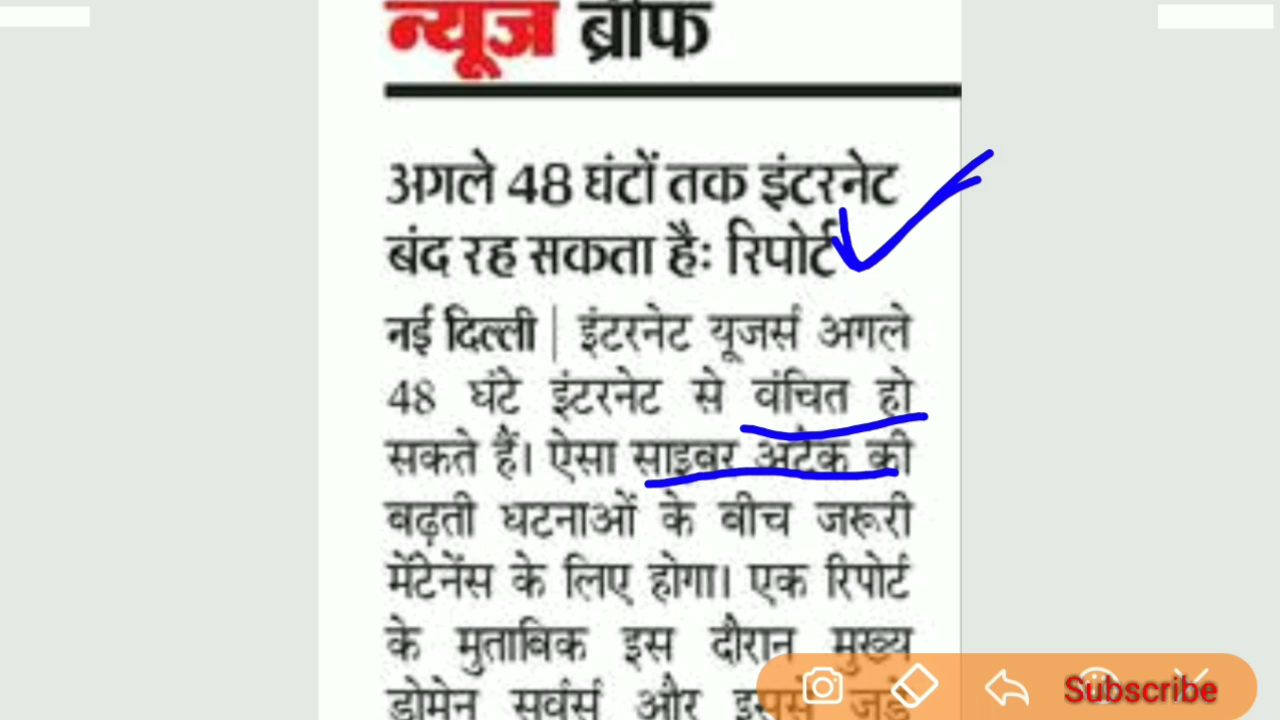 न्यूज ब्रीफ
अगले 48 घंटों तक इंटरनेट
बंद रह सकता हैः रिपोर्ट
नई दिल्ली | इंटरनेट यूजर्स अगले
48 घंटे इंटरनेट से वंचित हो
सकते हैं। ऐसा साइबर अटैक की
बढ़ती घटनाओं के बीच जरूरी
मेंटेनेंस के लिए होगा। एक रिपोर्ट
के मुताबिक इस दौरान मुख्य
डोमेन सर्वर्स और इससे जुड़े
Subscribe